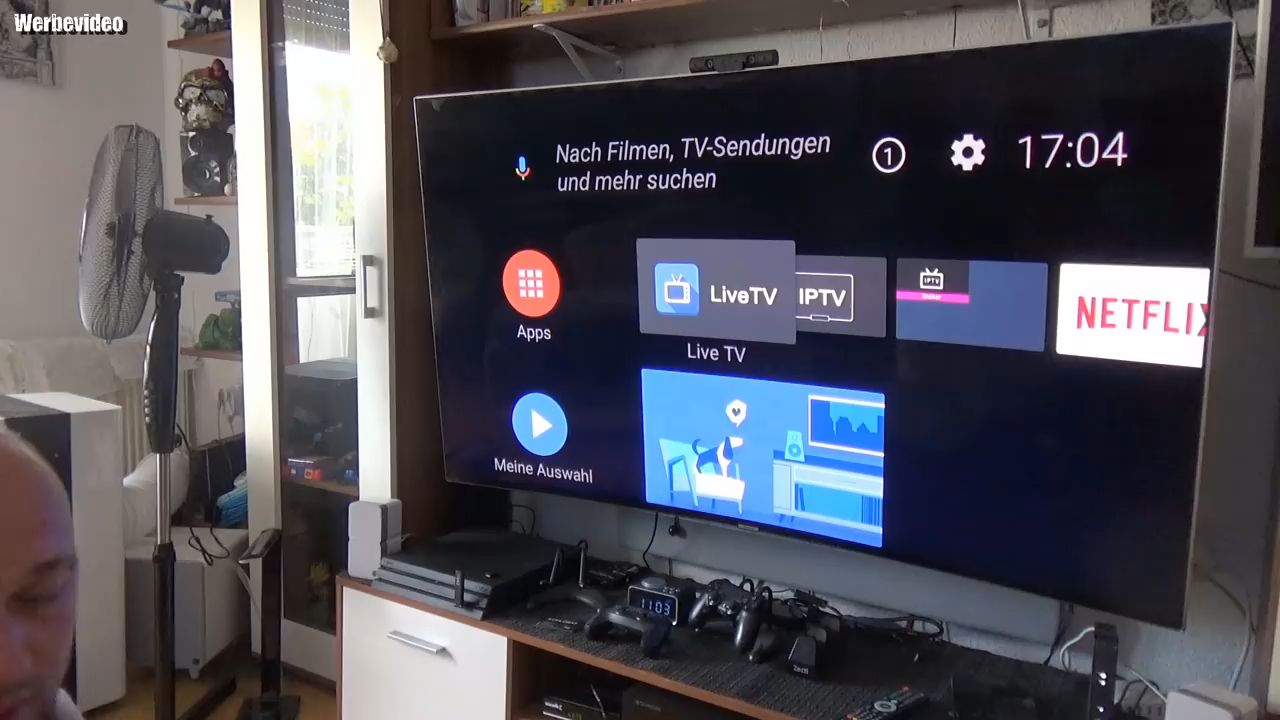 Werbevideo
Nach Filmen, TV-Sendungen
und mehr suchen
1
17:04
Apps
LiveTV
IPTV
IPTV
NETFLIX
Live TV
Meine Auswahl
1103